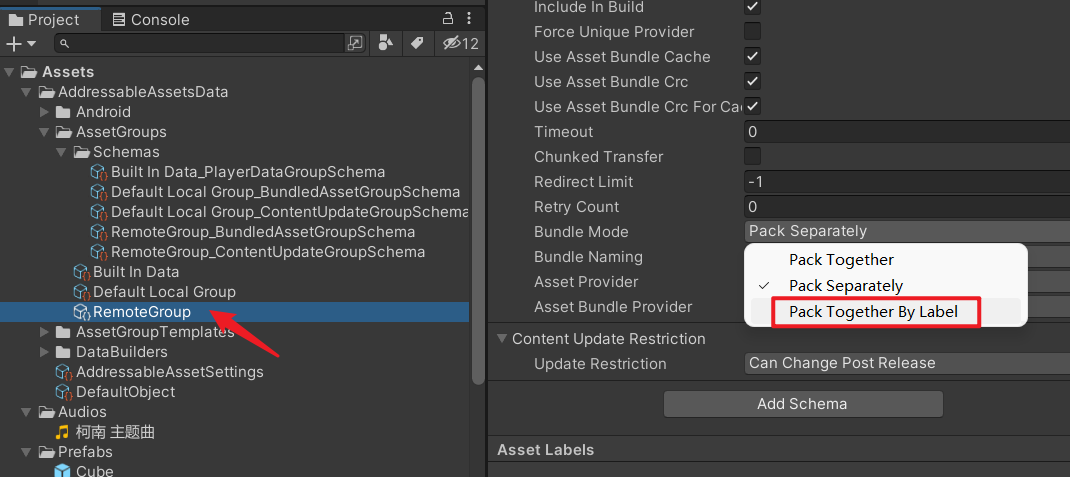 Project
Console
12
Assets
AddressableAssetsData
Android
AssetGroups
Schemas
Built In Data_PlayerDataGroupSchema
Default Local Group_BundledAssetGroupSchema
Default Local Group_ContentUpdateGroupSchema
RemoteGroup_BundledAssetGroupSchema
RemoteGroup_ContentUpdateGroupSchema
Built In Data
Default Local Group
RemoteGroup
AssetGroupTemplates
DataBuilders
AddressableAssetSettings
DefaultObject
Audios
柯南 主题曲
Prefabs
Cube
Include In Build
Force Unique Provider
Use Asset Bundle Cache
Use Asset Bundle Crc
Use Asset Bundle Crc For Ca
Timeout 0
Chunked Transfer
Redirect Limit -1
Retry Count 0
Bundle Mode Pack Separately
Bundle Naming
Asset Provider
Asset Bundle Provider
Pack Together
Pack Separately
Pack Together By Label
Content Update Restriction
Update Restriction Can Change Post Release
Add Schema
Asset Labels